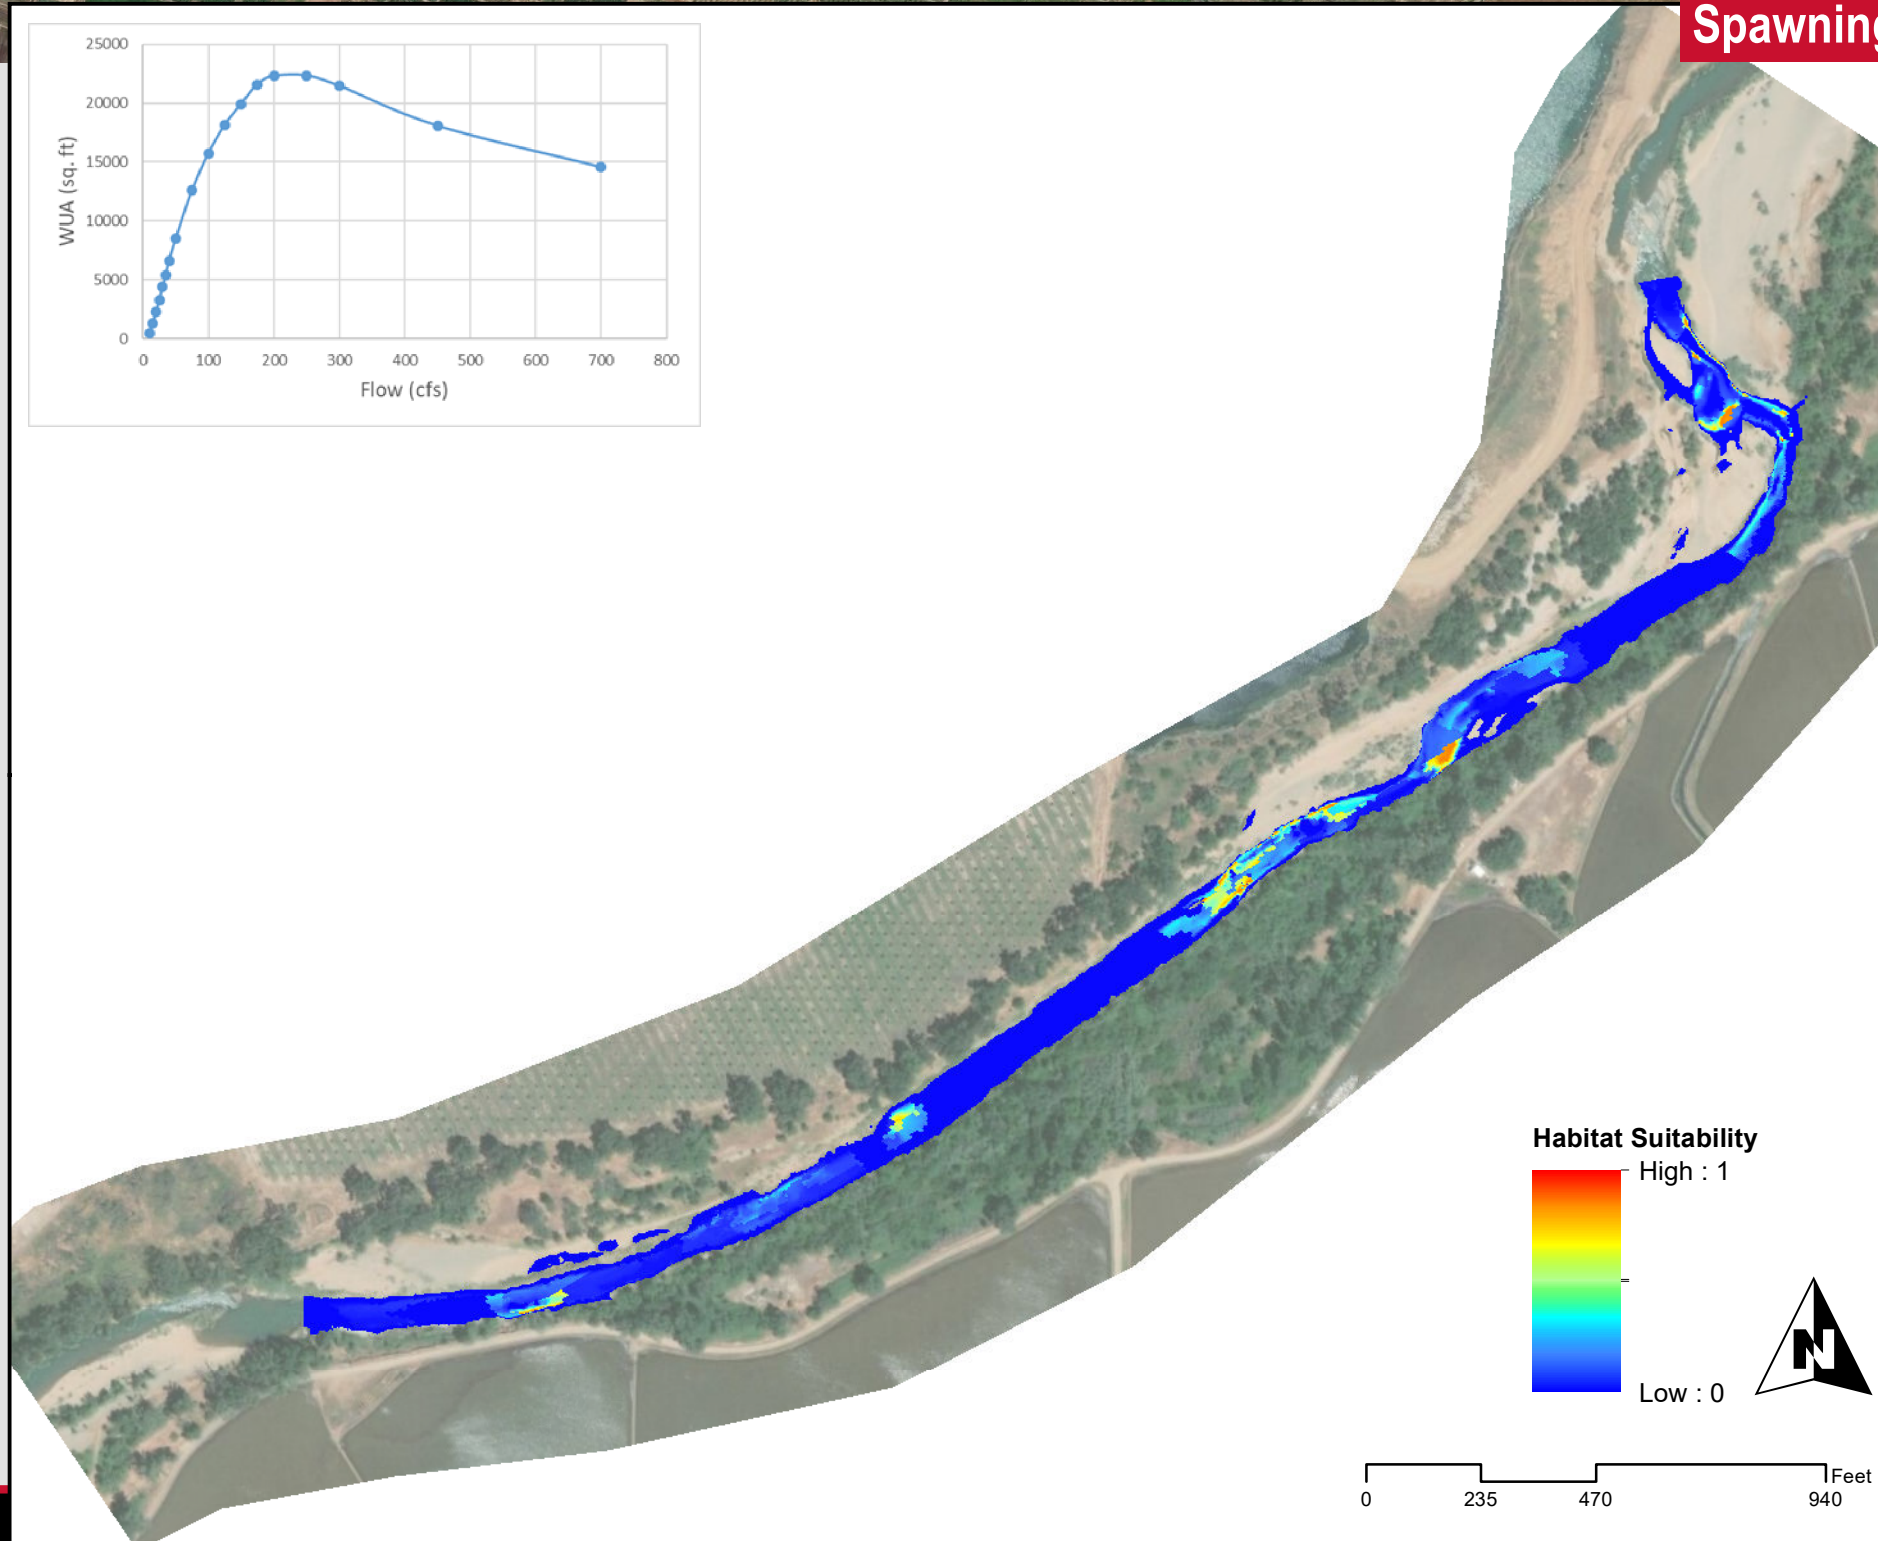 Spawning
25000
20000
15000
10000
5000
0
WUA (sq. ft)
0 100 200 300 400 500 600 700 800
Flow (cfs)
Habitat Suitability
High : 1
Low : 0
N
Feet
0 235 470 940